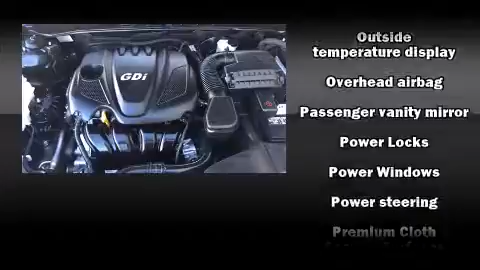 GDi
Outside
temperature display
Overhead airbag
Passenger vanity mirror
Power Locks
Power Windows
Power steering
Premium Cloth